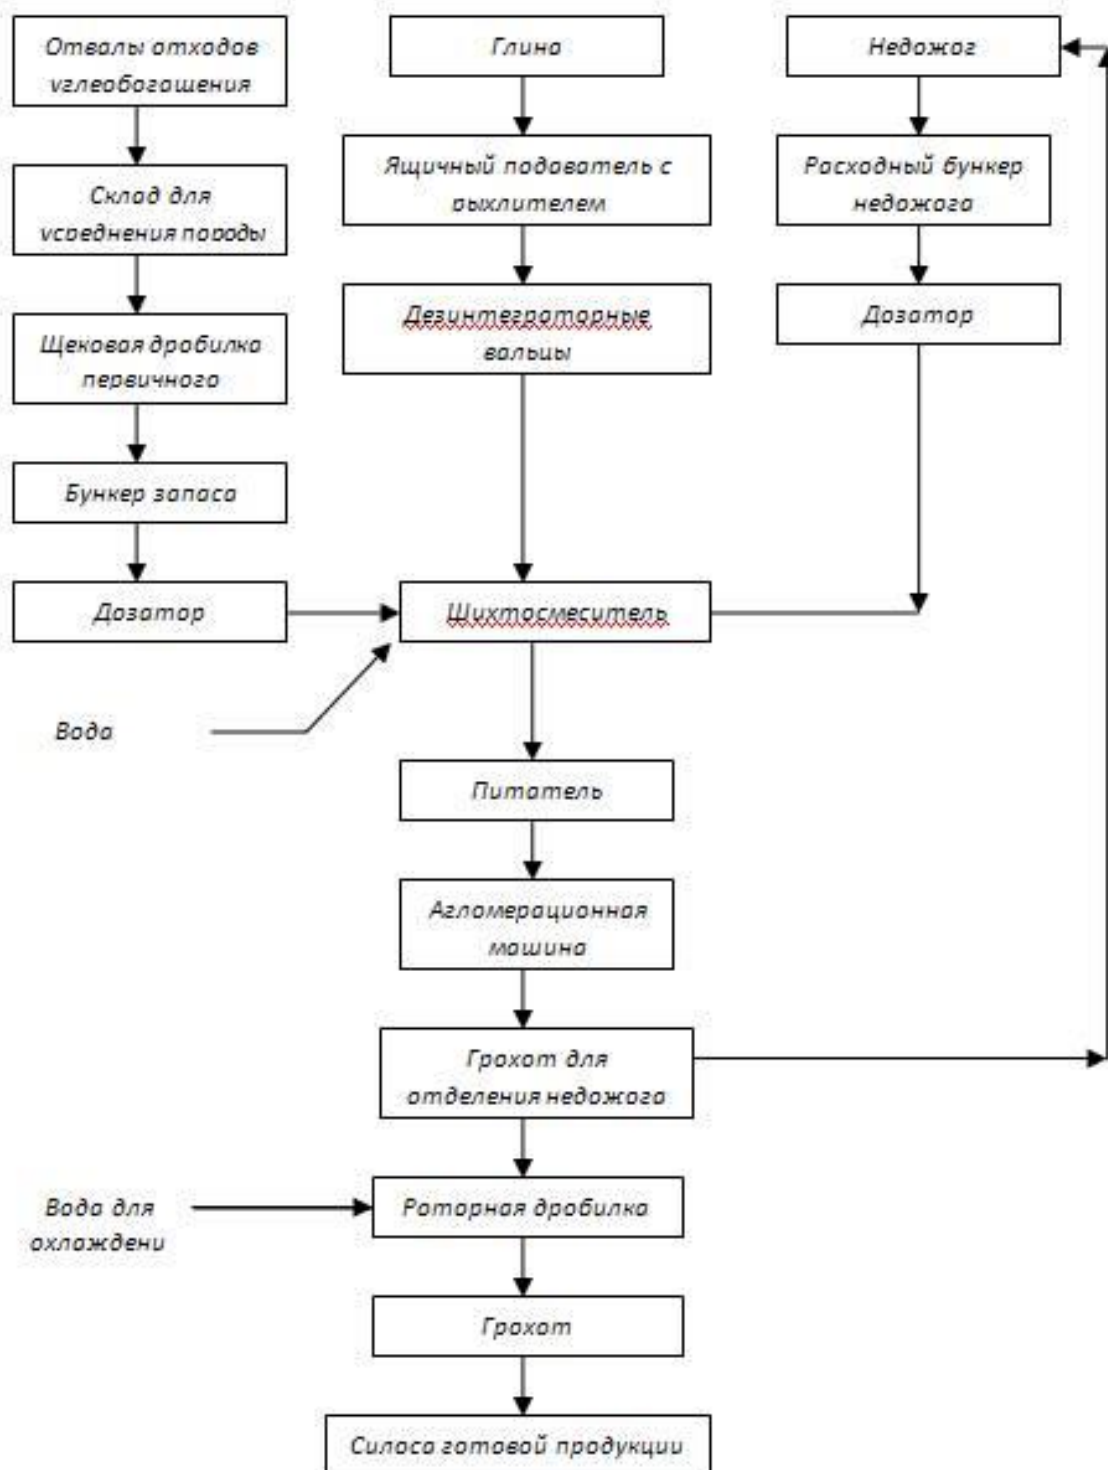 Отвалы отходов
углеобогащения
Склад для
усреднения породы
Щековая дробилка
первичного
Бункер запаса
Дозатор
Вода
Глина
Ящичный подаватель с
рыхлителем
Дезинтеграторные
вальцы
Недожог
Расходный бункер
недожога
Дозатор
Шихтосмеситель
Питатель
Агломерационная
машина
Грохот для
отделения недожога
Вода для
охлаждени
Роторная дробилка
Грохот
Силоса готовой продукции